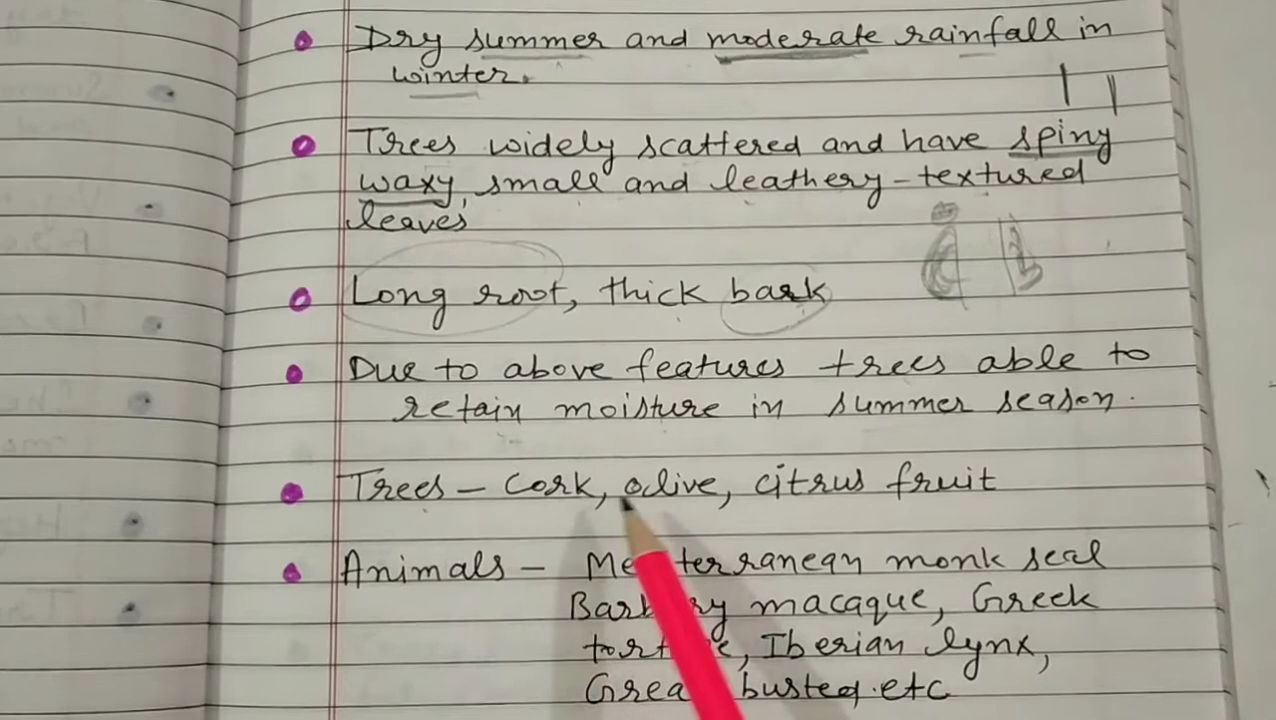 Dry summer and moderate rainfall in
winter.
Trees widely scattered and have spiny
waxy, small and leathery-textured
leaves
Long root, thick bark
Due to above features trees able to
retain moisture in summer season.
Trees - Cork, olive, citrus fruit
Animals - monk seal
macaque, Greek
Iberian lynx,
etc